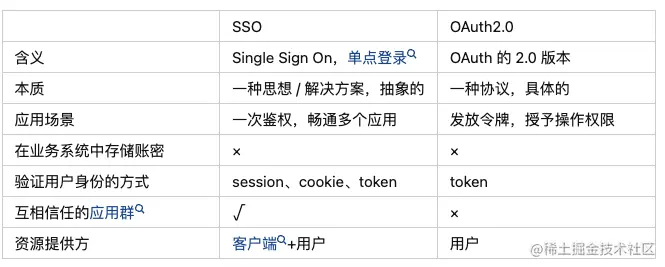 SSO OAuth2.0
含义 Single Sign On，单点登录 OAuth 的 2.0 版本
本质 一种思想 / 解决方案，抽象的 一种协议，具体的
应用场景 一次鉴权，畅通多个应用 发放令牌，授予操作权限
在业务系统中存储账密 × ×
验证用户身份的方式 session、cookie、token token
互相信任的应用群 √ ×
资源提供方 客户端+用户 用户
@稀土掘金技术社区